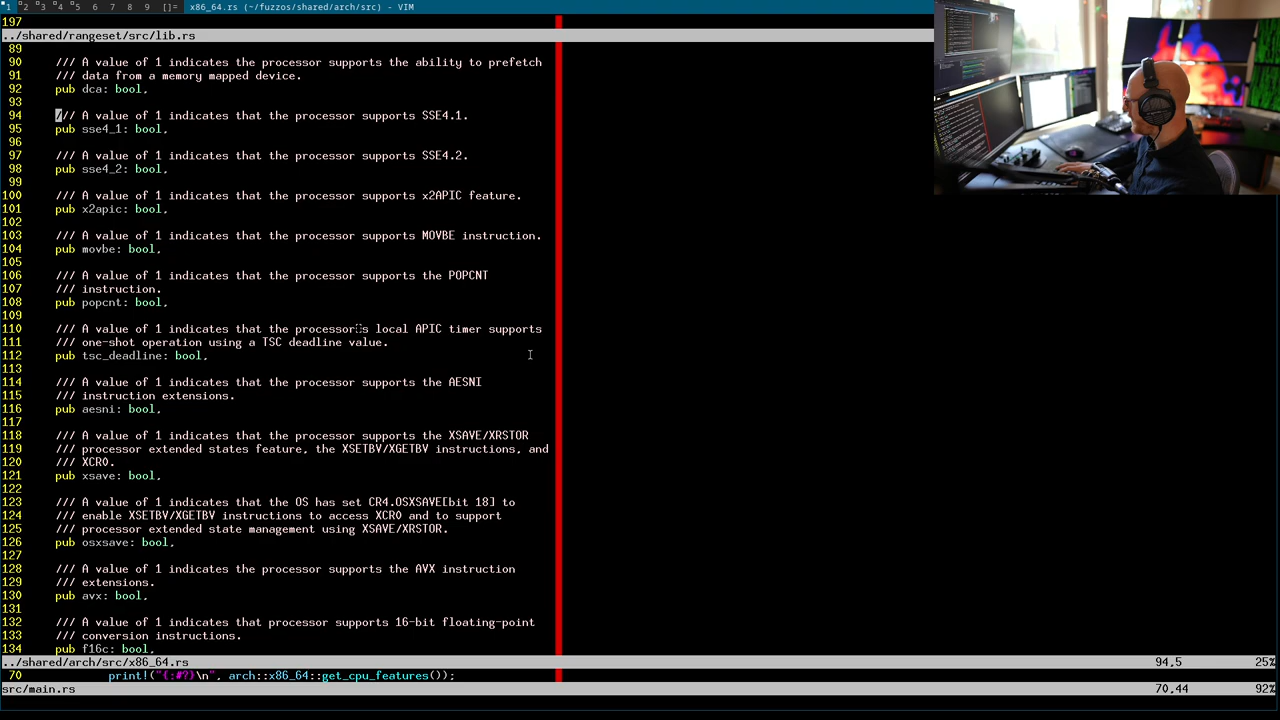 1 2 3 4 5 6 7 8 9 []= x86_64.rs (~/fuzzos/shared/arch/src) - VIM
197
../shared/rangeset/src/lib.rs
89
90 /// A value of 1 indicates the processor supports the ability to prefetch
91 /// data from a memory mapped device.
92 pub dca: bool,
93
94 /// A value of 1 indicates that the processor supports SSE4.1.
95 pub sse4_1: bool,
96
97 /// A value of 1 indicates that the processor supports SSE4.2.
98 pub sse4_2: bool,
99
100 /// A value of 1 indicates that the processor supports x2APIC feature.
101 pub x2apic: bool,
102
103 /// A value of 1 indicates that the processor supports MOVBE instruction.
104 pub movbe: bool,
105
106 /// A value of 1 indicates that the processor supports the POPCNT
107 /// instruction.
108 pub popcnt: bool,
109
110 /// A value of 1 indicates that the processor s local APIC timer supports
111 /// one-shot operation using a TSC deadline value.
112 pub tsc_deadline: bool,
113
114 /// A value of 1 indicates that the processor supports the AESNI
115 /// instruction extensions.
116 pub aesni: bool,
117
118 /// A value of 1 indicates that the processor supports the XSAVE/XRSTOR
119 /// processor extended states feature, the XSETBV/XGETBV instructions, and
120 /// XCR0.
121 pub xsave: bool,
122
123 /// A value of 1 indicates that the OS has set CR4.OSXSAVE[bit 18] to
124 /// enable XSETBV/XGETBV instructions to access XCR0 and to support
125 /// processor extended state management using XSAVE/XRSTOR.
126 pub osxsave: bool,
127
128 /// A value of 1 indicates the processor supports the AVX instruction
129 /// extensions.
130 pub avx: bool,
131
132 /// A value of 1 indicates that processor supports 16-bit floating-point
133 /// conversion instructions.
134 pub f16c: bool,
../shared/arch/src/x86_64.rs 94,5 25%
70 print!("{:#?}\n", arch::x86_64::get_cpu_features());
src/main.rs 70,44 92%